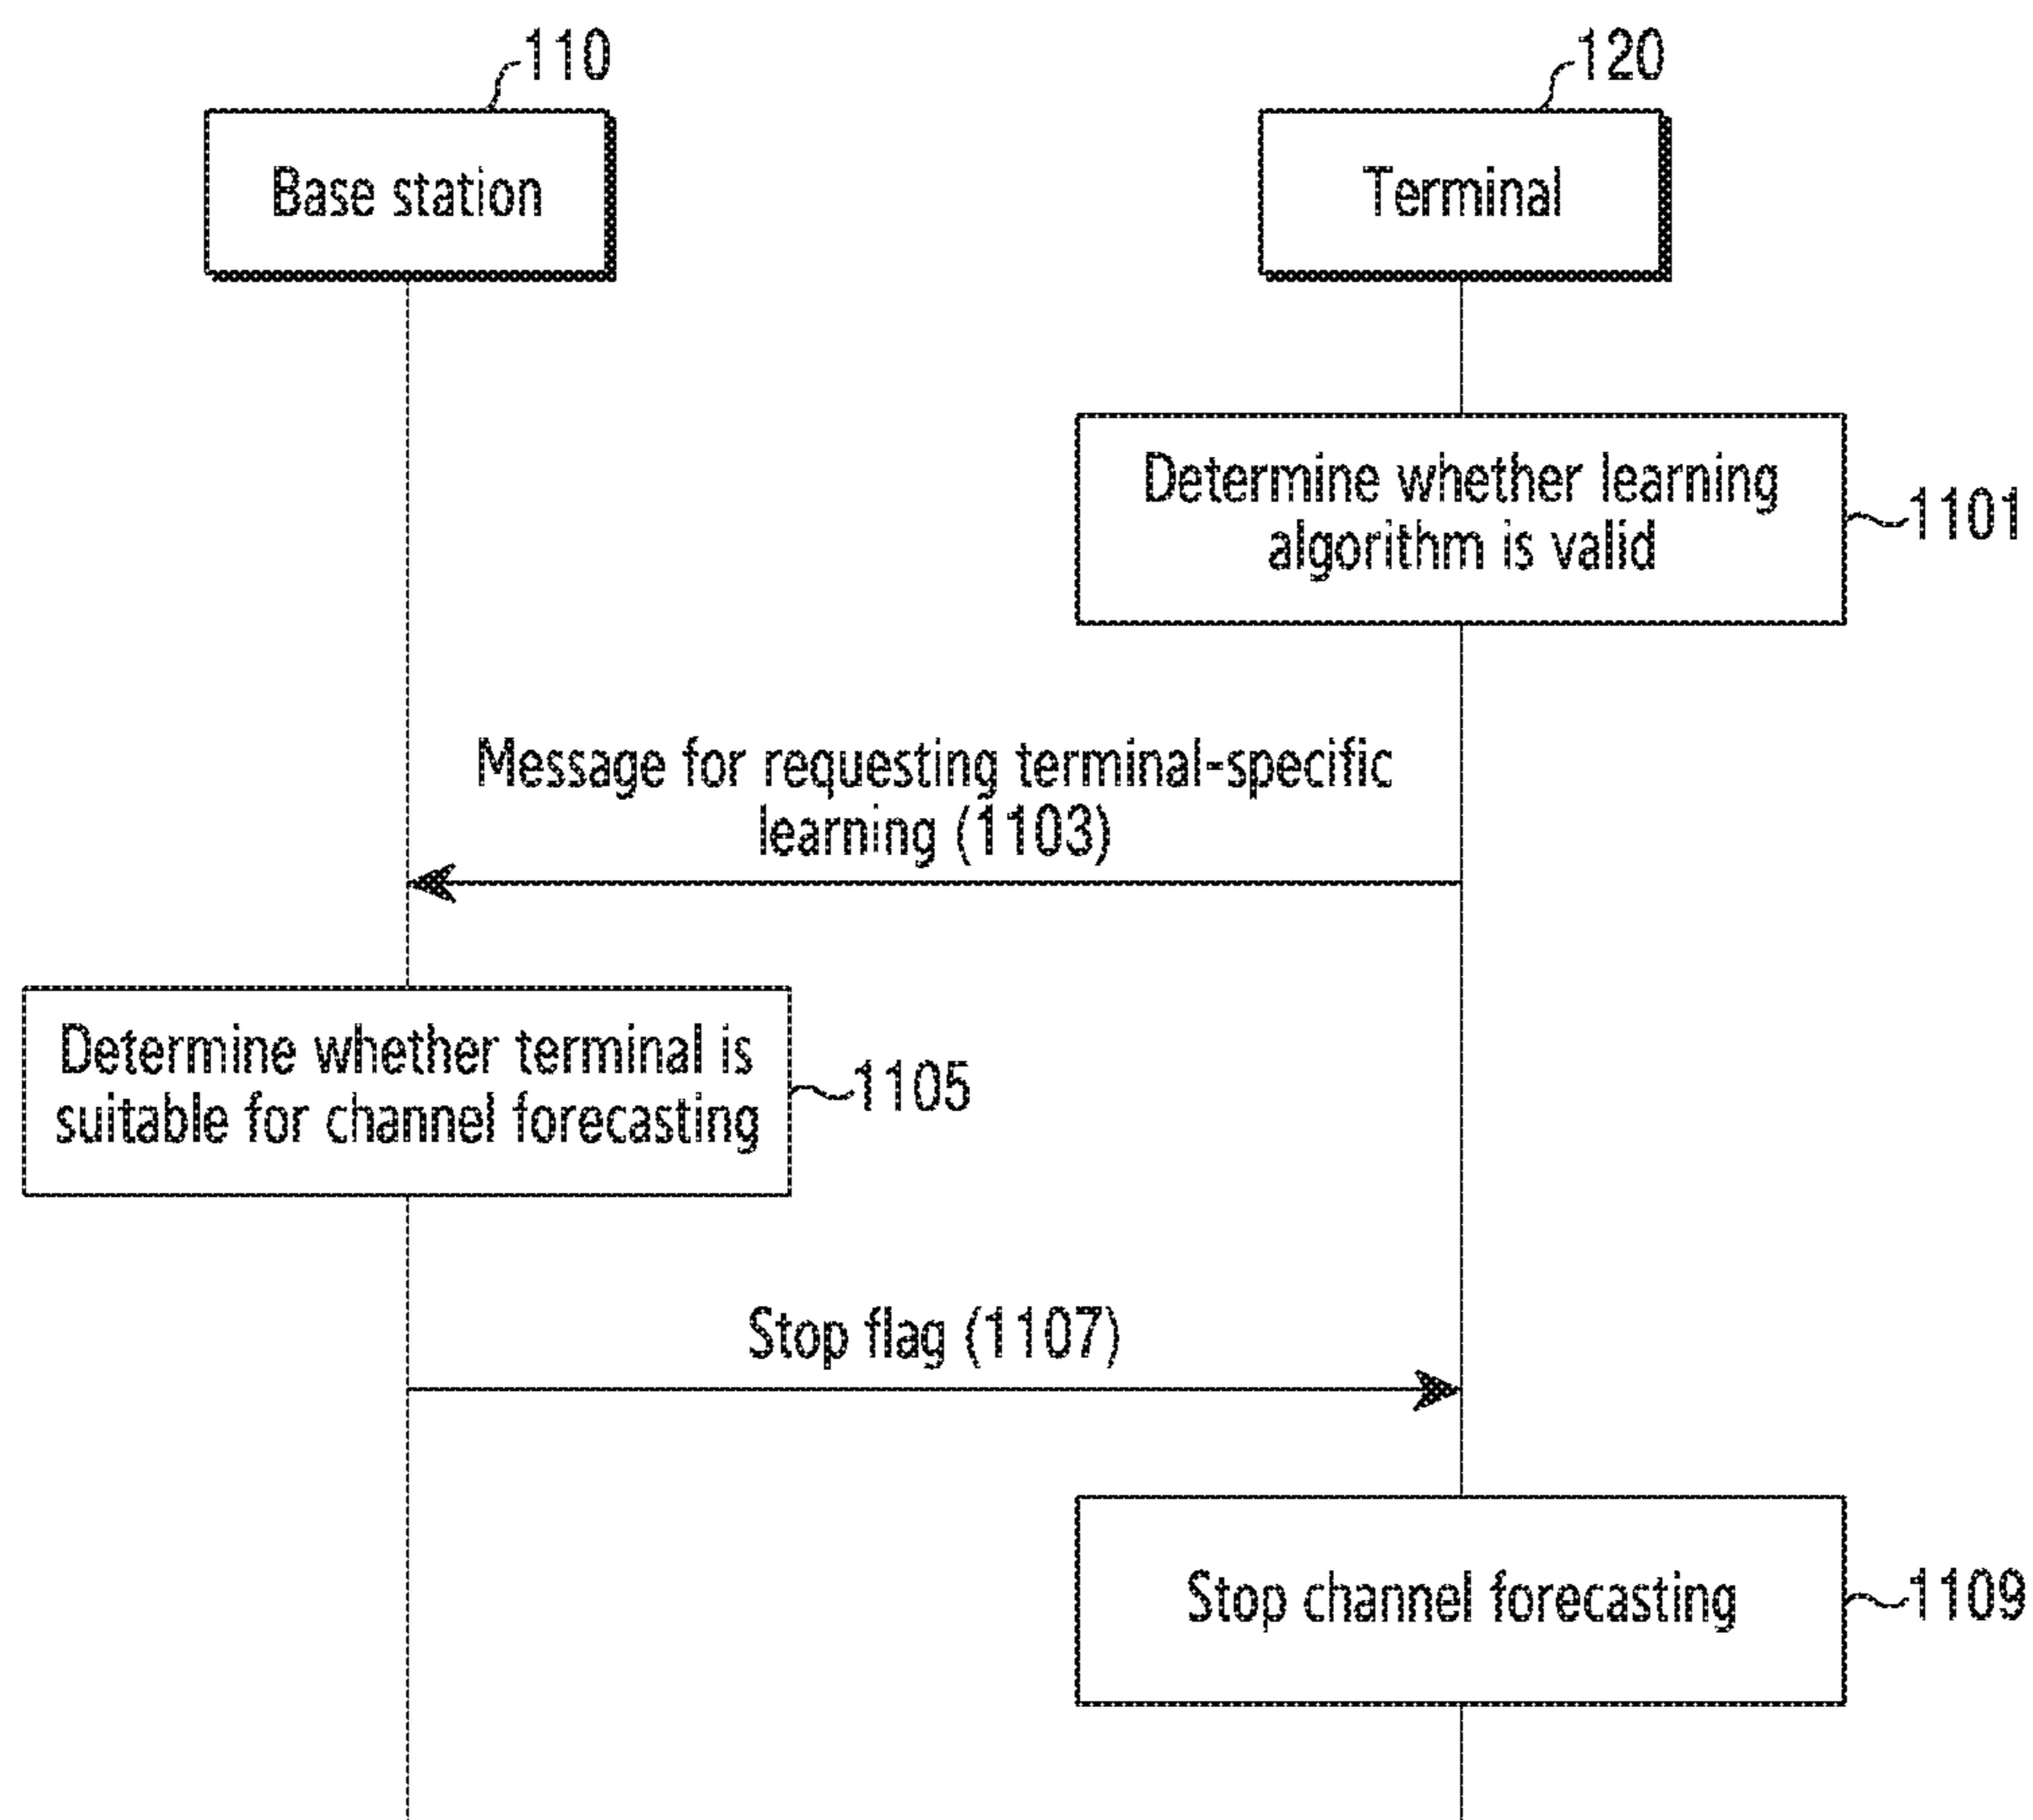 110
120
Base station
Terminal
Determine whether learning
algorithm is valid
1101
Message for requesting terminal-specific
learning (1103)
Determine whether terminal is
suitable for channel forecasting
1105
Stop flag (1107)
Stop channel forecasting
1109